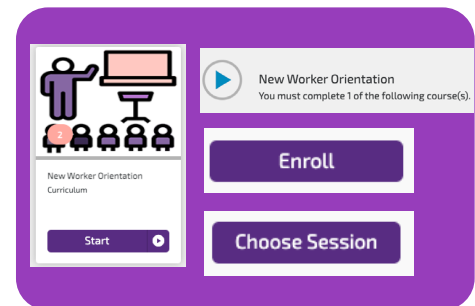 2
New Worker Orientation
Curriculum
Start
New Worker Orientation
You must complete 1 of the following course(s).
Enroll
Choose Session